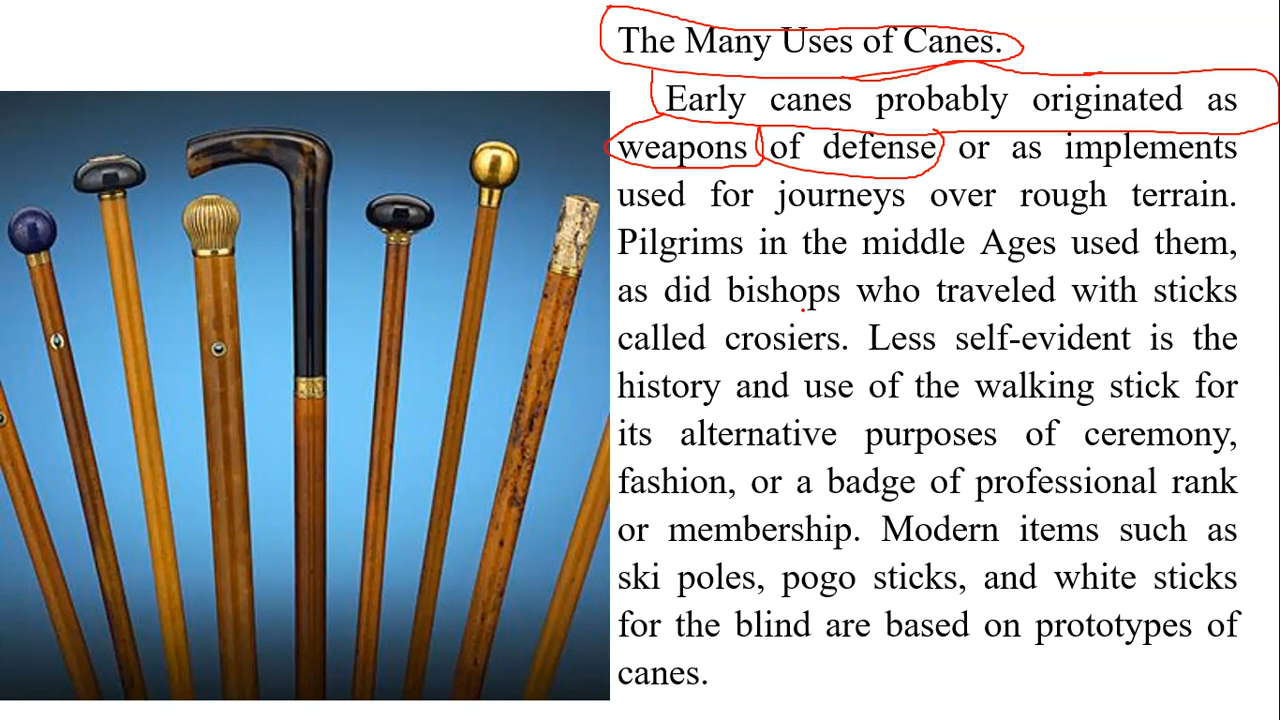 The Many Uses of Canes.
Early canes probably originated as
weapons of defense or as implements
used for journeys over rough terrain.
Pilgrims in the middle Ages used them,
as did bishops who traveled with sticks
called crosiers. Less self-evident is the
history and use of the walking stick for
its alternative purposes of ceremony,
fashion, or a badge of professional rank
or membership. Modern items such as
ski poles, pogo sticks, and white sticks
for the blind are based on prototypes of
canes.